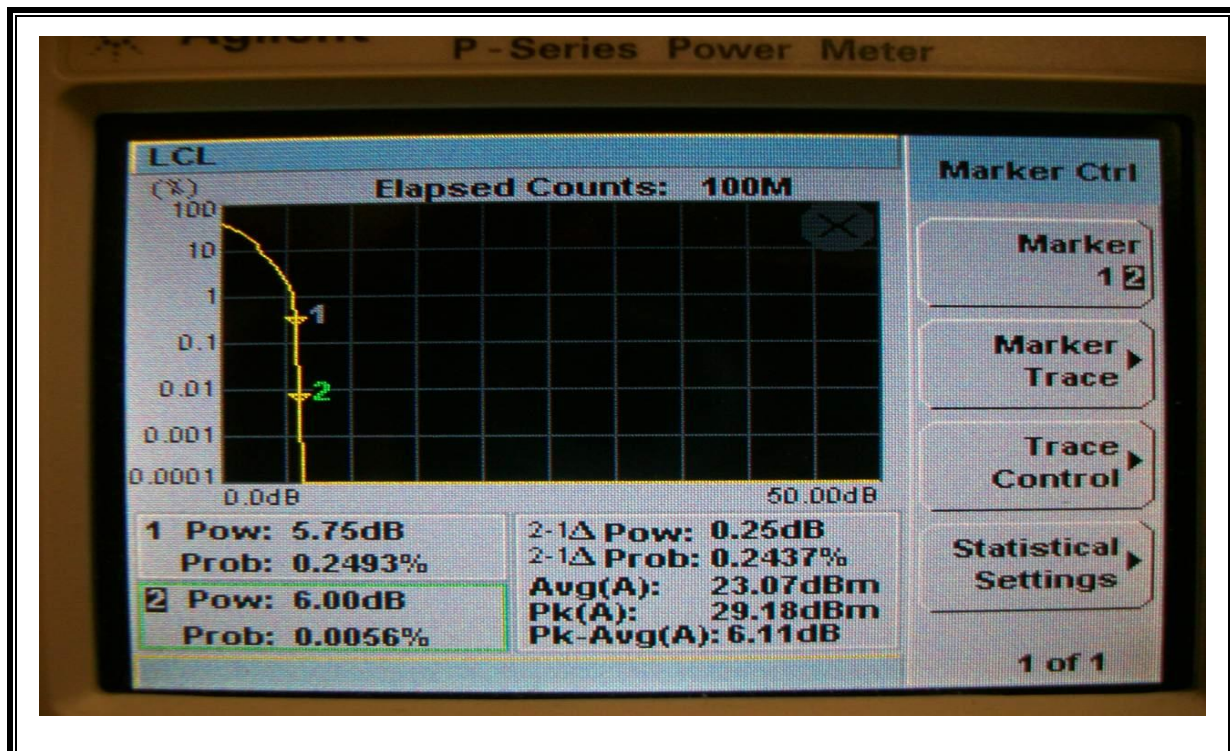 Agilent
P-Series Power Meter
LCL
(%)
Elapsed Counts: 100M
100
10
1
0.1
0.01
0.001
0.0001
1
2
0.0dB
50.00dB
1 Pow: 5.75dB
Prob: 0.2493%
2 Pow: 6.00dB
Prob: 0.0056%
2-1Δ Pow: 0.25dB
2-1Δ Prob: 0.2437%
Avg(A): 23.07dBm
Pk(A): 29.18dBm
Pk-Avg(A): 6.11dB
Marker Ctrl
Marker
1 2
Marker
Trace
Trace
Control
Statistical
Settings
1 of 1